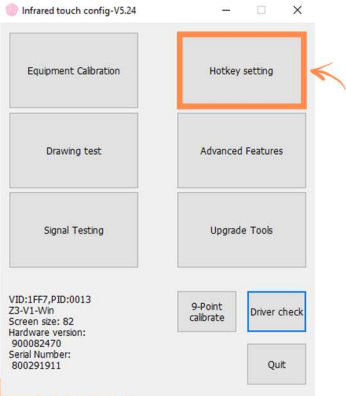 Infrared touch config-V5.24
Equipment Calibration
Hotkey setting
Drawing test
Advanced Features
Signal Testing
Upgrade Tools
VID:1FF7,PID:0013
Z3-V1-Win
Screen size: 82
Hardware version:
900082470
Serial Number:
800291911
9-Point
calibrate
Driver check
Quit